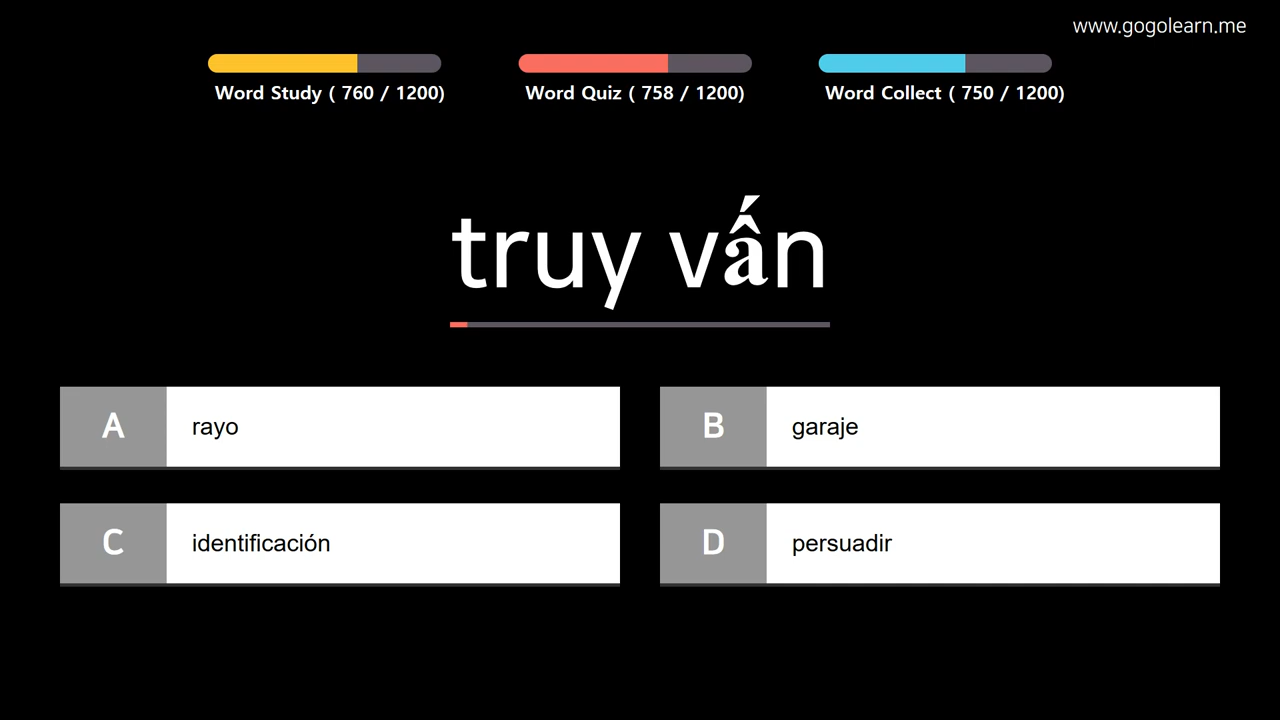 www.gogolearn.me
Word Study ( 760 / 1200)
Word Quiz ( 758 / 1200)
Word Collect ( 750 / 1200)
truy vấn
A rayo
B garaje
C identificación
D persuadir